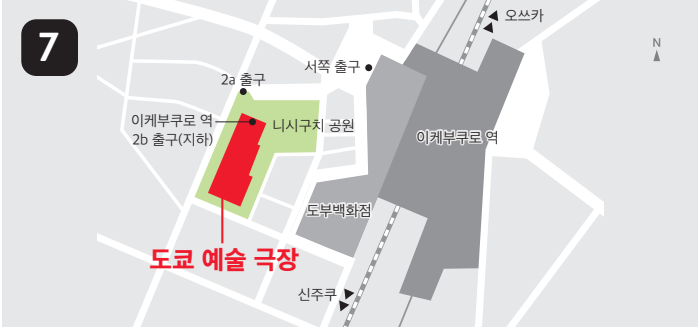 7
오쓰카
N
서쪽 출구
2a 출구
이케부쿠로 역
2b 출구(지하)
니시구치 공원
이케부쿠로 역
도부백화점
도쿄 예술 극장
신주쿠